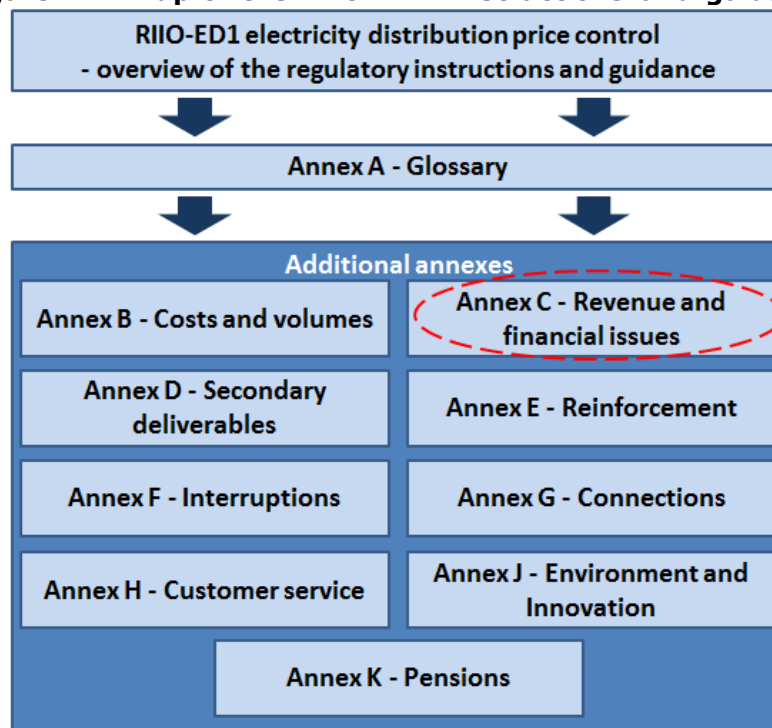 RIIO-ED1 electricity distribution price control
- overview of the regulatory instructions and guidance
Annex A - Glossary
Additional annexes
Annex B - Costs and volumes
Annex C - Revenue and
financial issues
Annex D - Secondary
deliverables
Annex E - Reinforcement
Annex F - Interruptions
Annex G - Connections
Annex H - Customer service
Annex J - Environment and
Innovation
Annex K - Pensions